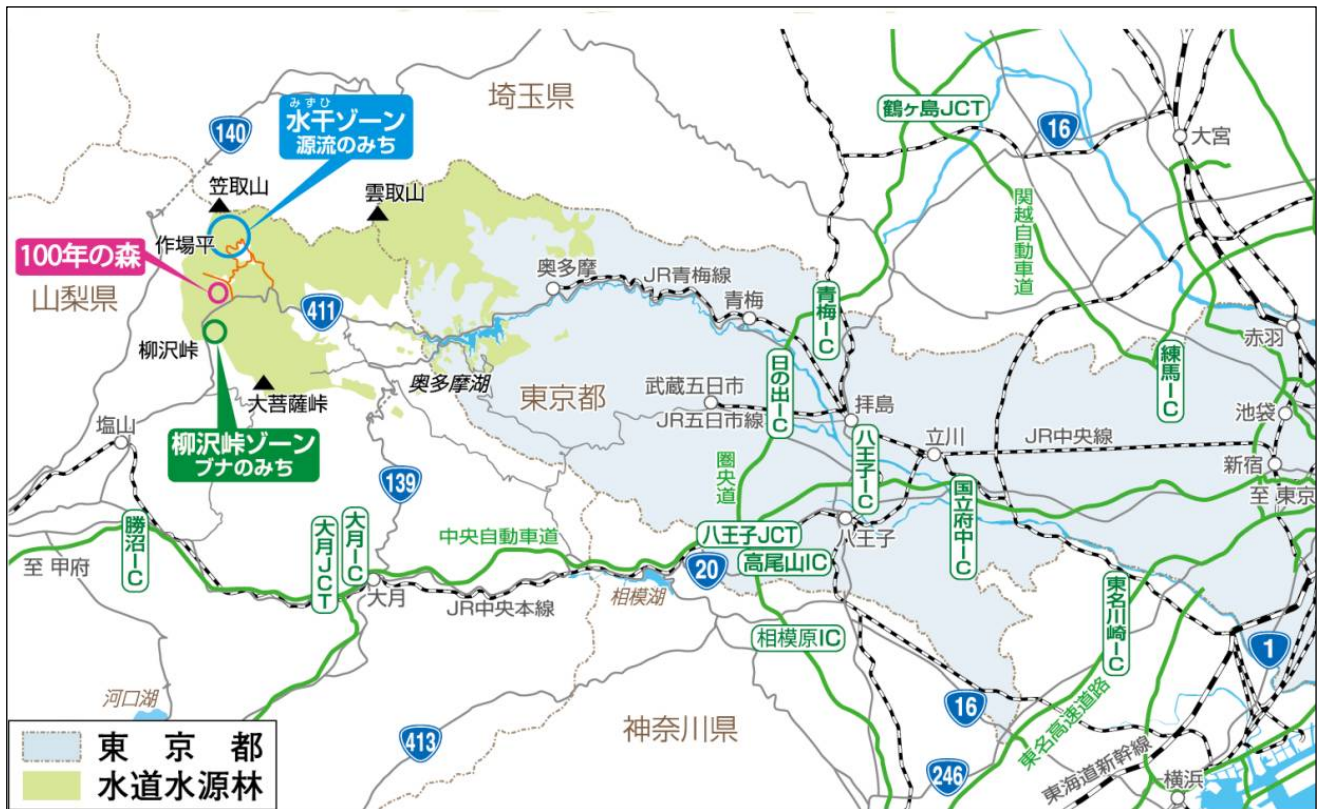 埼玉県
鶴ヶ島JCT
16
大宮
140
みずひ
水干ゾーン
源流のみち
笠取山
雲取山
作場平
100年の森
山梨県
関越自動車道
奥多摩
JR青梅線
青梅
青梅IC
411
赤羽
練馬IC
柳沢峠
奥多摩湖
大菩薩峠
東京都
日の出IC
武蔵五日市
JR五日市線
拝島
池袋
塩山
柳沢峠ゾーン
ブナのみち
八王子IC
立川
JR中央線
新宿
至 東京
圏央道
国立府中IC
139
勝沼IC
大月JCT
大月IC
中央自動車道
八王子JCT
八王子
20
高尾山IC
至 甲府
大月
JR中央本線
相模湖
東名川崎IC
相模原IC
1
河口湖
神奈川県
16
東名高速道路
413
246
東海道新幹線
横浜
東京都
水道水源林